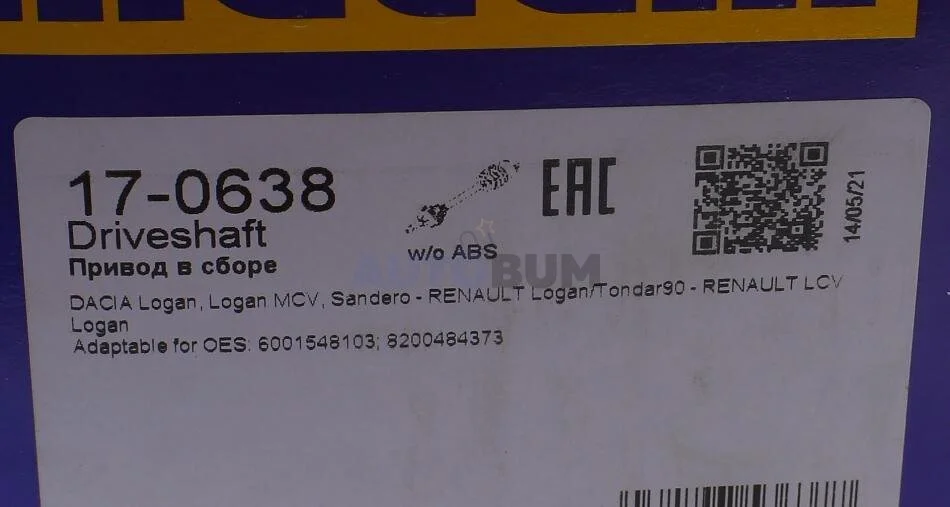 17-0638
Driveshaft
Привод в сборе
w/o ABS
EAC
14/05/21
AUTOBUM
DACIA Logan, Logan MCV, Sandero - RENAULT Logan/Tondar90 - RENAULT LCV
Logan
Adaptable for OES: 6001548103; 8200484373